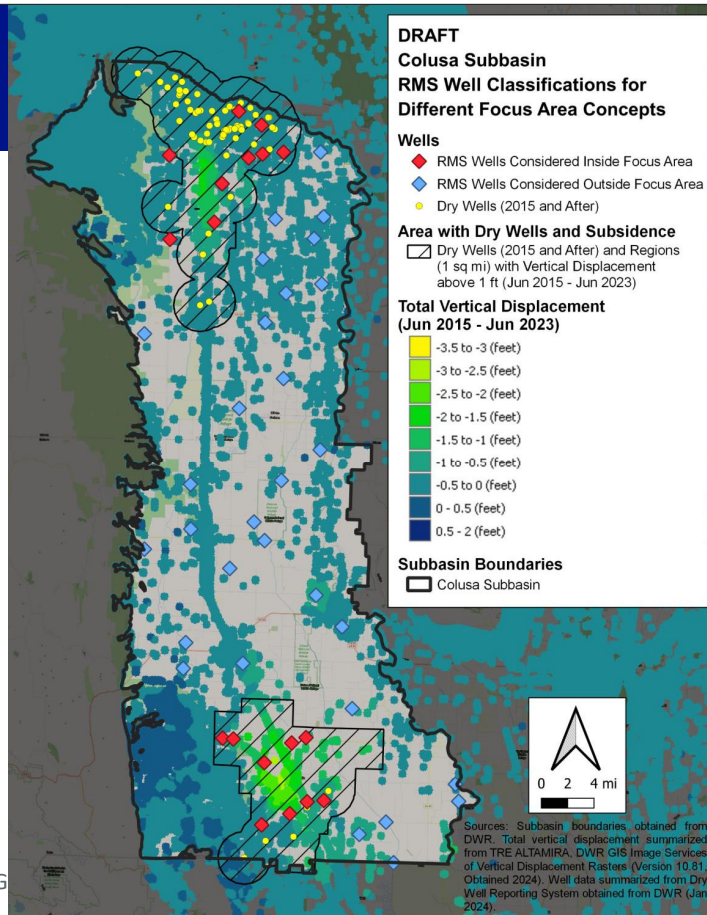 DRAFT
Colusa Subbasin
RMS Well Classifications for
Different Focus Area Concepts
Wells
RMS Wells Considered Inside Focus Area
RMS Wells Considered Outside Focus Area
Dry Wells (2015 and After)
Area with Dry Wells and Subsidence
Dry Wells (2015 and After) and Regions
(1 sq mi) with Vertical Displacement
above 1 ft (Jun 2015 - Jun 2023)
Total Vertical Displacement
(Jun 2015 - Jun 2023)
-3.5 to -3 (feet)
-3 to -2.5 (feet)
-2.5 to -2 (feet)
-2 to -1.5 (feet)
-1.5 to -1 (feet)
-1 to -0.5 (feet)
-0.5 to 0 (feet)
0 - 0.5 (feet)
0.5 - 2 (feet)
Subbasin Boundaries
Colusa Subbasin
0 2 4 mi
Sources: Subbasin boundaries obtained from
DWR. Total vertical displacement summarized
from TRE ALTAMIRA, DWR GIS Image Services
of Vertical Displacement Rasters (Version 10.81,
Obtained 2024). Well data summarized from Dry
Well Reporting System obtained from DWR (Jan
2024).
G